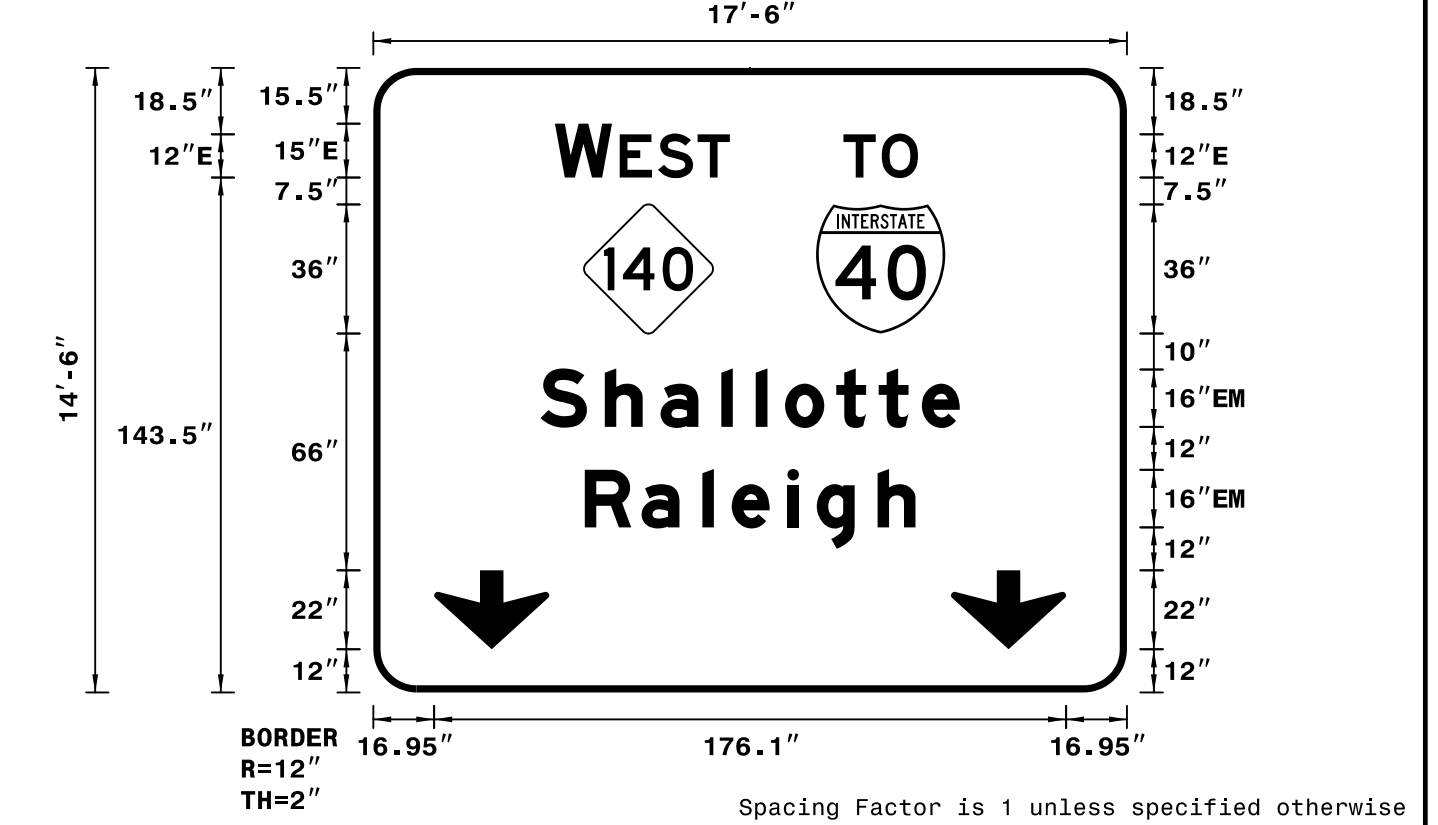 17'-6"
18.5" 15.5" 18.5"
12"E 15"E WEST TO 12"E
7.5" 7.5"
INTERSTATE
36" 140 40 36"
14'-6"
10"
143.5" 66" Shallotte 16"EM
12"
Raleigh 16"EM
12"
22" 22"
12" 12"
BORDER 16.95" 176.1" 16.95"
R=12"
TH=2"
Spacing Factor is 1 unless specified otherwise